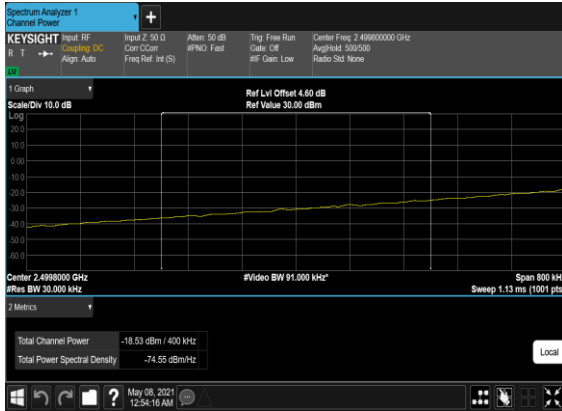 Spectrum Analyzer 1
Channel Power
+
KEYSIGHT Input: RF Input Z: 50 Ω Atten: 50 dB Trig: Free Run Center Freq: 2.499800000 GHz
R T Coupling: DC Corr CCorr #PNO: Fast Gate: Off Avg|Hold: 500/500
Align: Auto Freq Ref: Int (S) #IF Gain: Low Radio Std: None
1 Graph
Ref Lvl Offset 4.60 dB
Scale/Div 10.0 dB Ref Value 30.00 dBm
Log
20.0
10.0
0.00
-10.0
-20.0
-30.0
-40.0
-50.0
-60.0
Center 2.4998000 GHz #Video BW 91.000 kHz* Span 800 kHz
#Res BW 30.000 kHz Sweep 1.13 ms (1001 pts)
2 Metrics
Total Channel Power -18.53 dBm / 400 kHz
Total Power Spectral Density -74.55 dBm/Hz
Local
? May 08, 2021
12:54:16 AM